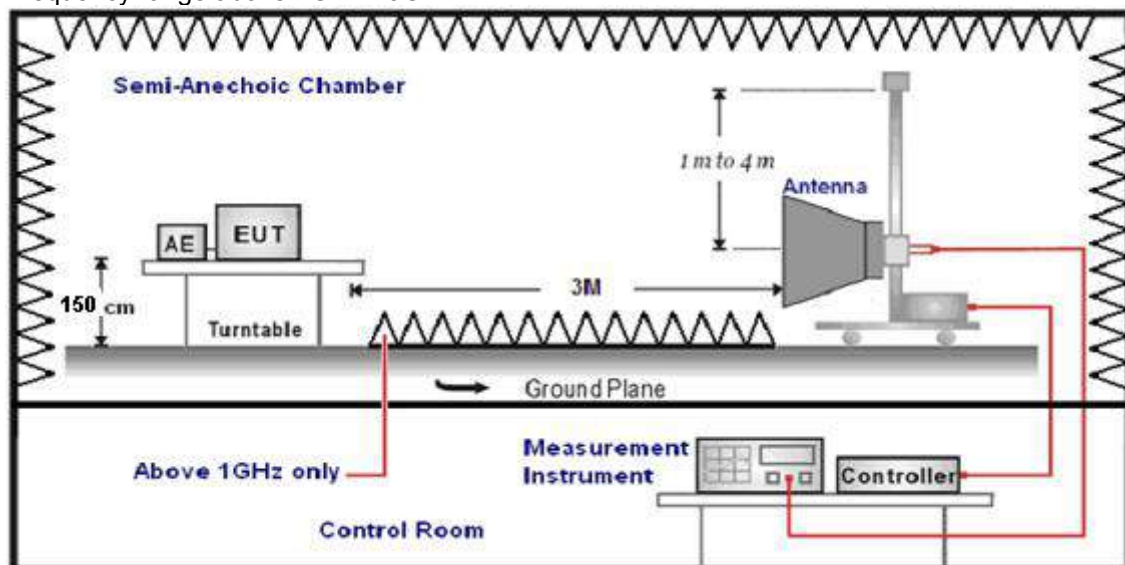 Semi-Anechoic Chamber
1 m to 4 m
Antenna
AE
EUT
150 cm
3M
Turntable
Ground Plane
Above 1GHz only
Measurement
Instrument
Controller
Control Room